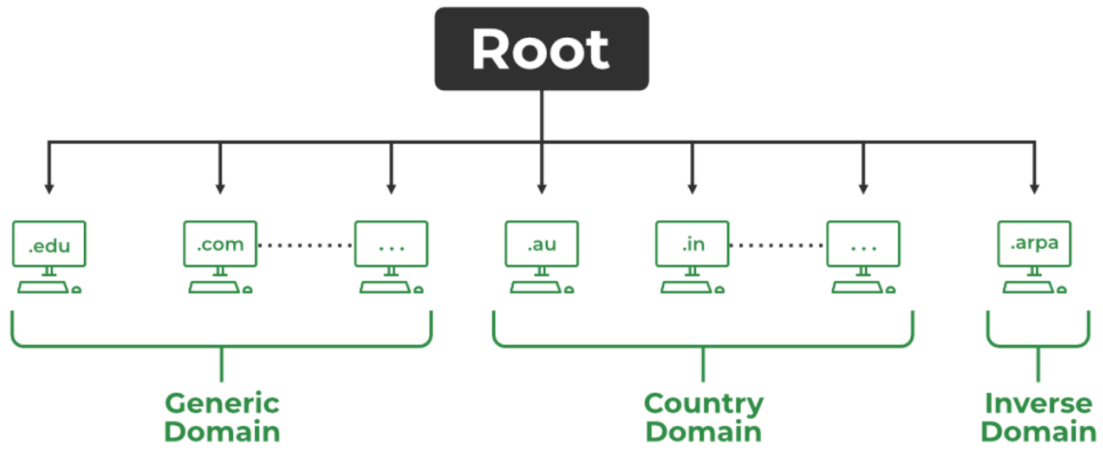 Root
.edu
.com
...
.au
.in
...
.arpa
Generic
Domain
Country
Domain
Inverse
Domain